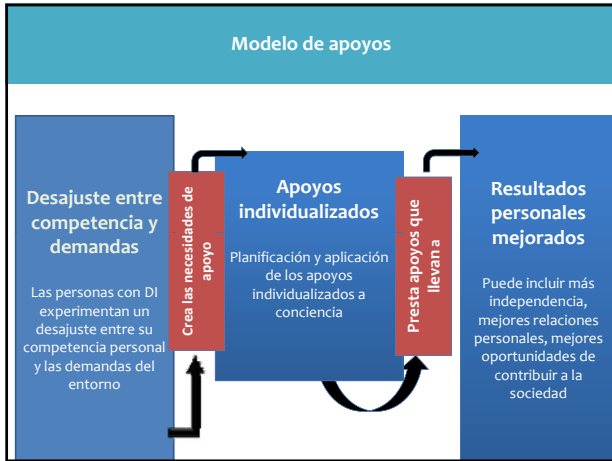 Modelo de apoyos
Desajuste entre
competencia y
demandas
Las personas con DI
experimentan un
desajuste entre su
competencia personal
y las demandas del
entorno
Crea las necesidades de
apoyo
Apoyos
individualizados
Planificación y aplicación
de los apoyos
individualizados a
conciencia
Presta apoyos que
llevan a
Resultados
personales
mejorados
Puede incluir más
independencia,
mejores relaciones
personales, mejores
oportunidades de
contribuir a la
sociedad